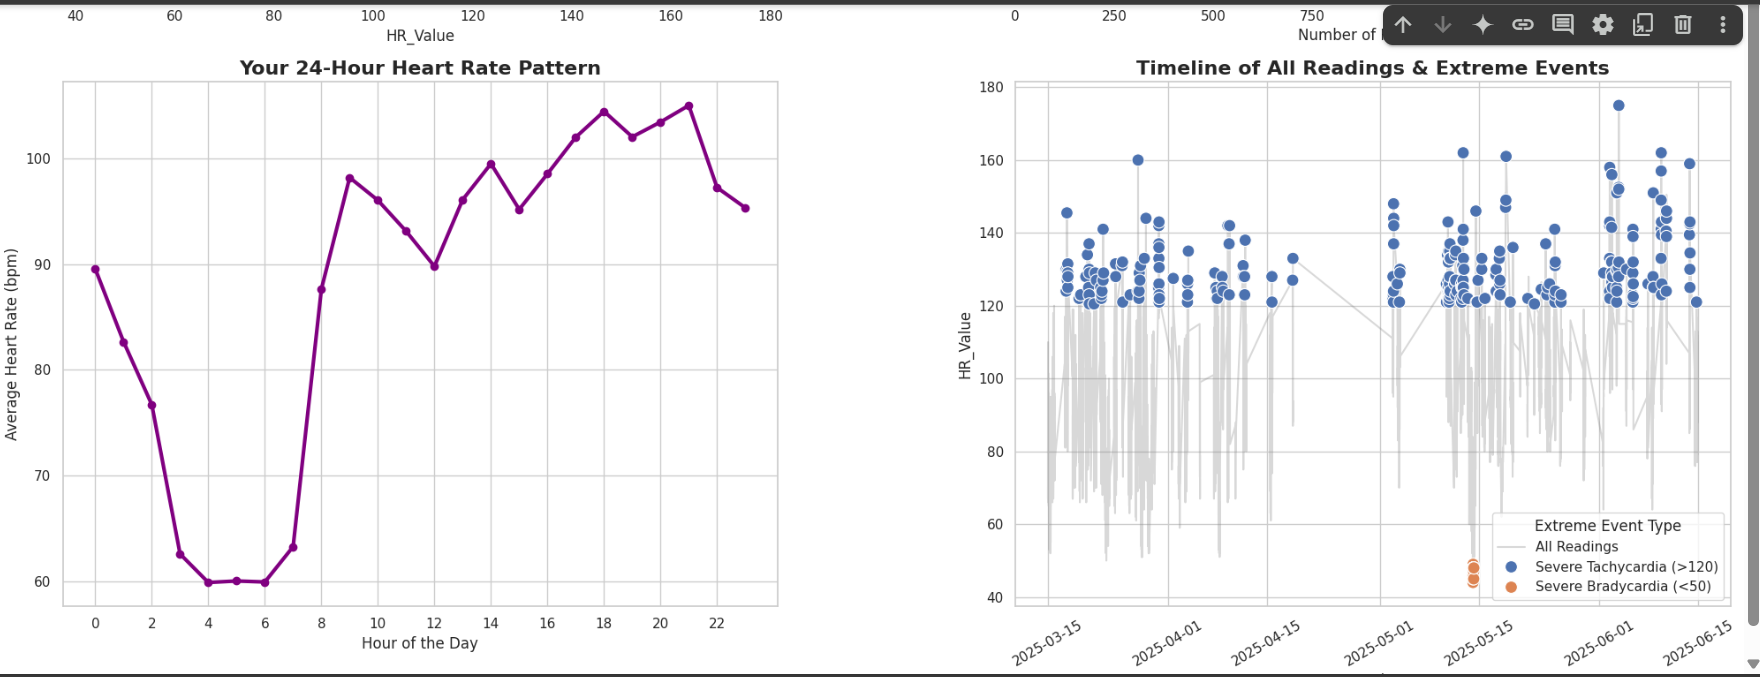 40 60 80 100 120 140 160 180
HR_Value
0 250 500 750
Number of
Your 24-Hour Heart Rate Pattern
Average Heart Rate (bpm)
100
90
80
70
60
0 2 4 6 8 10 12 14 16 18 20 22
Hour of the Day
Timeline of All Readings & Extreme Events
HR_Value
180
160
140
120
100
80
60
40
Extreme Event Type
All Readings
Severe Tachycardia (>120)
Severe Bradycardia (<50)
2025-03-15 2025-04-01 2025-04-15 2025-05-01 2025-05-15 2025-06-01 2025-06-15